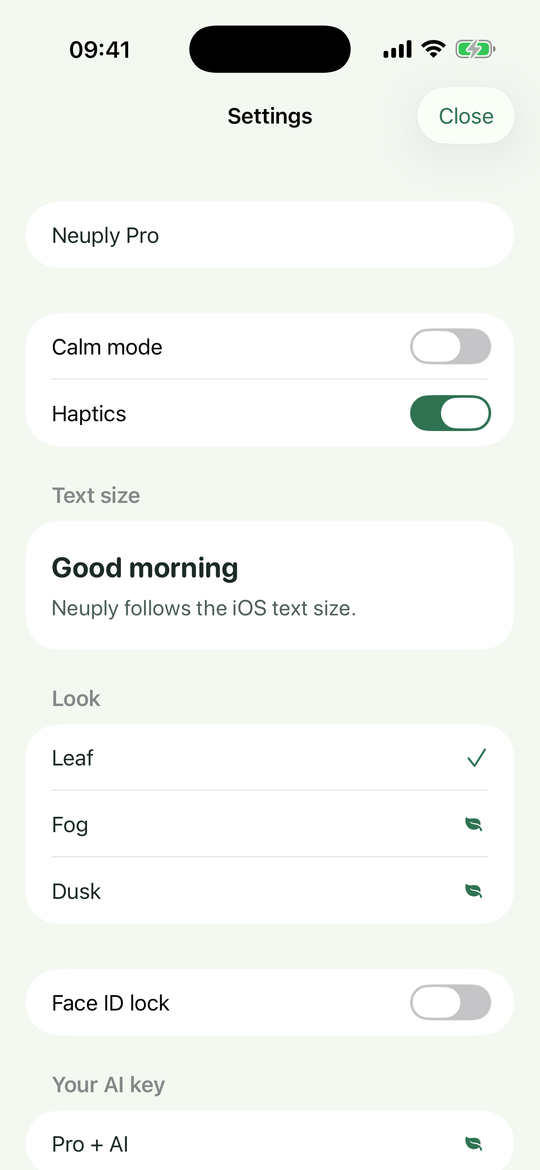 09:41
Settings
Close
Neuply Pro
Calm mode
Haptics
Text size
Good morning
Neuply follows the iOS text size.
Look
Leaf
Fog
Dusk
Face ID lock
Your AI key
Pro + AI